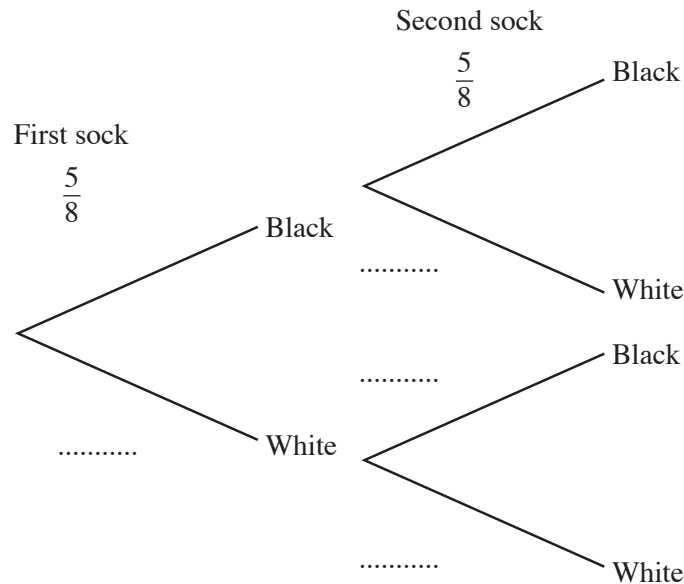 Second sock
5/8
Black
First sock
5/8
Black
...........
White
Black
...........
...........
White
...........
White